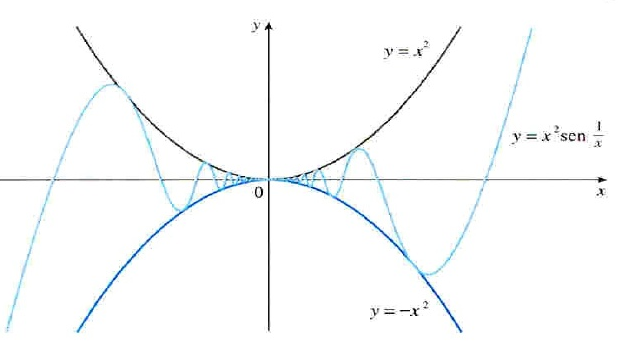 y
y = x²
y = x² sen 1/x
0
x
y = −x²